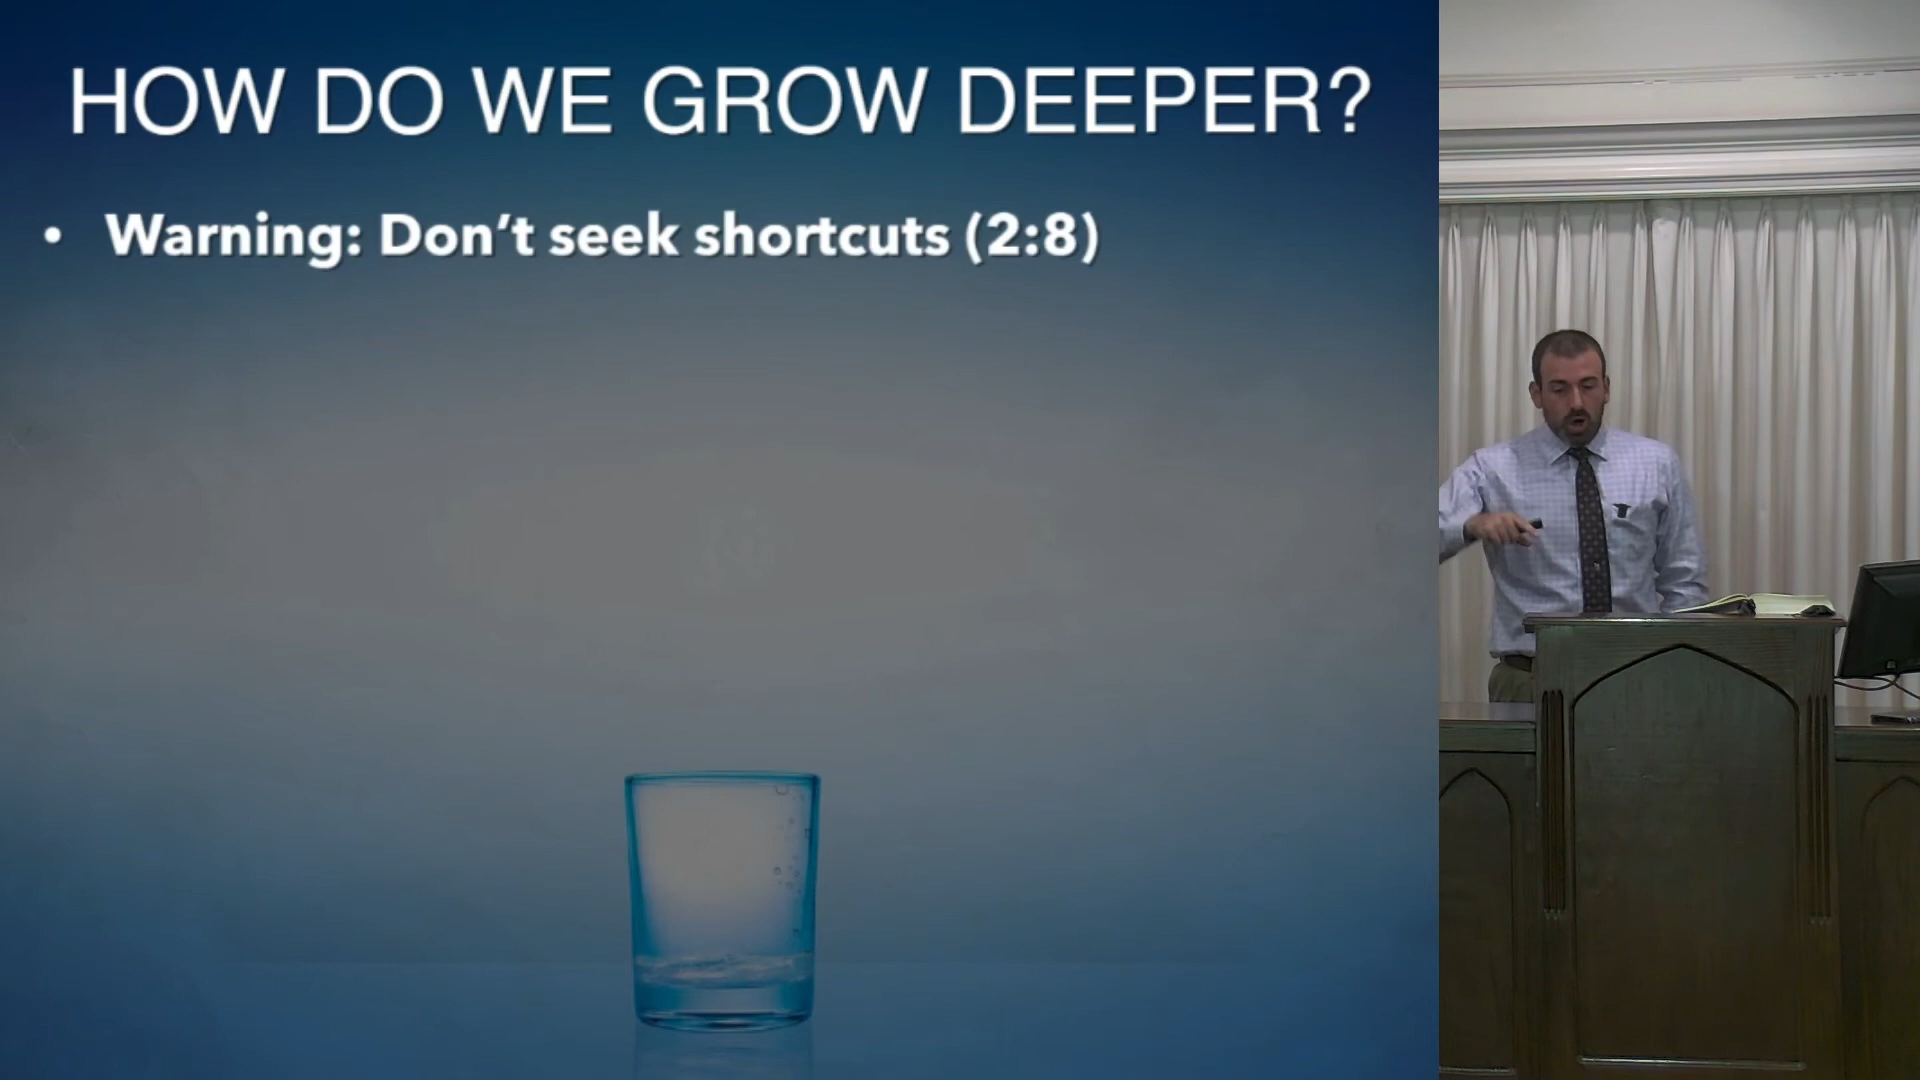 HOW DO WE GROW DEEPER?
• Warning: Don’t seek shortcuts (2:8)